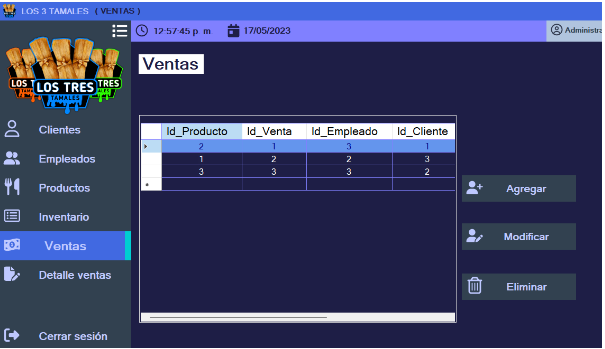 LOS 3 TAMALES ( VENTAS )
12:57:45 p m 17/05/2023
Administra
LOS T LOS TRES TRES
TAMALES
Ventas
Id_Producto Id_Venta Id_Empleado Id_Cliente
2 1 3 1
1 2 2 3
3 3 3 2
Clientes
Empleados
Productos
Inventario
Ventas
Detalle ventas
Cerrar sesión
Agregar
Modificar
Eliminar